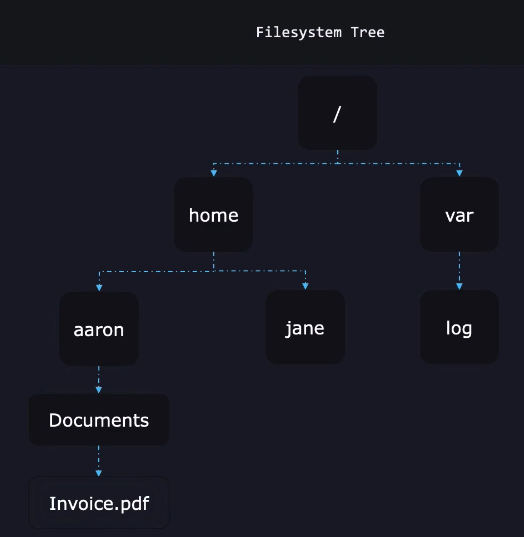 Filesystem Tree
/
home
var
aaron
jane
log
Documents
Invoice.pdf